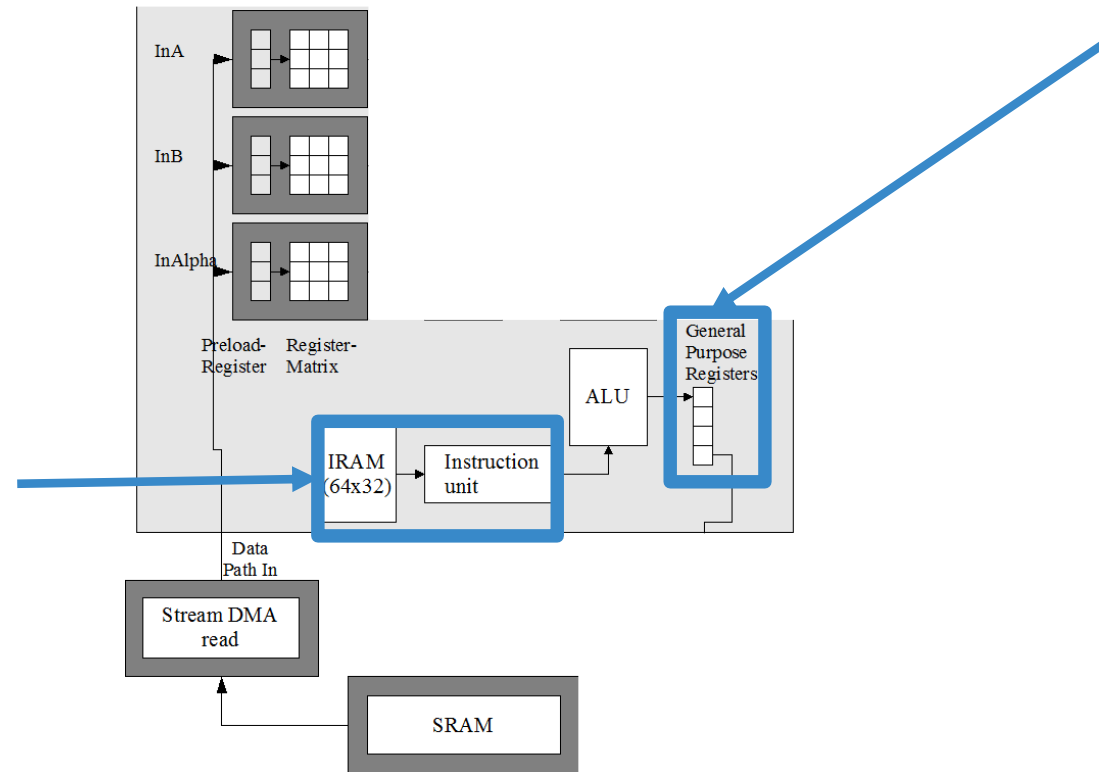 InA
InB
InAlpha
Preload-
Register
Register-
Matrix
General
Purpose
Registers
ALU
IRAM
(64x32)
Instruction
unit
Data
Path In
Stream DMA
read
SRAM